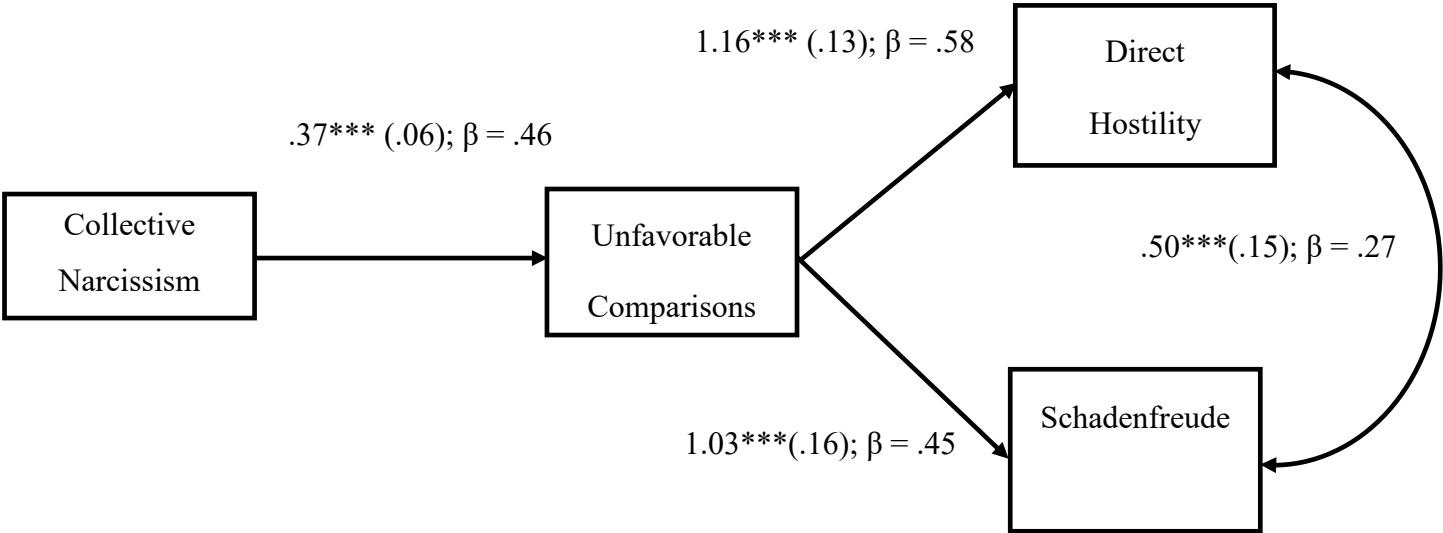 1.16*** (.13); β = .58
Direct
Hostility
.37*** (.06); β = .46
Collective
Narcissism
Unfavorable
Comparisons
.50***(.15); β = .27
1.03***(.16); β = .45
Schadenfreude